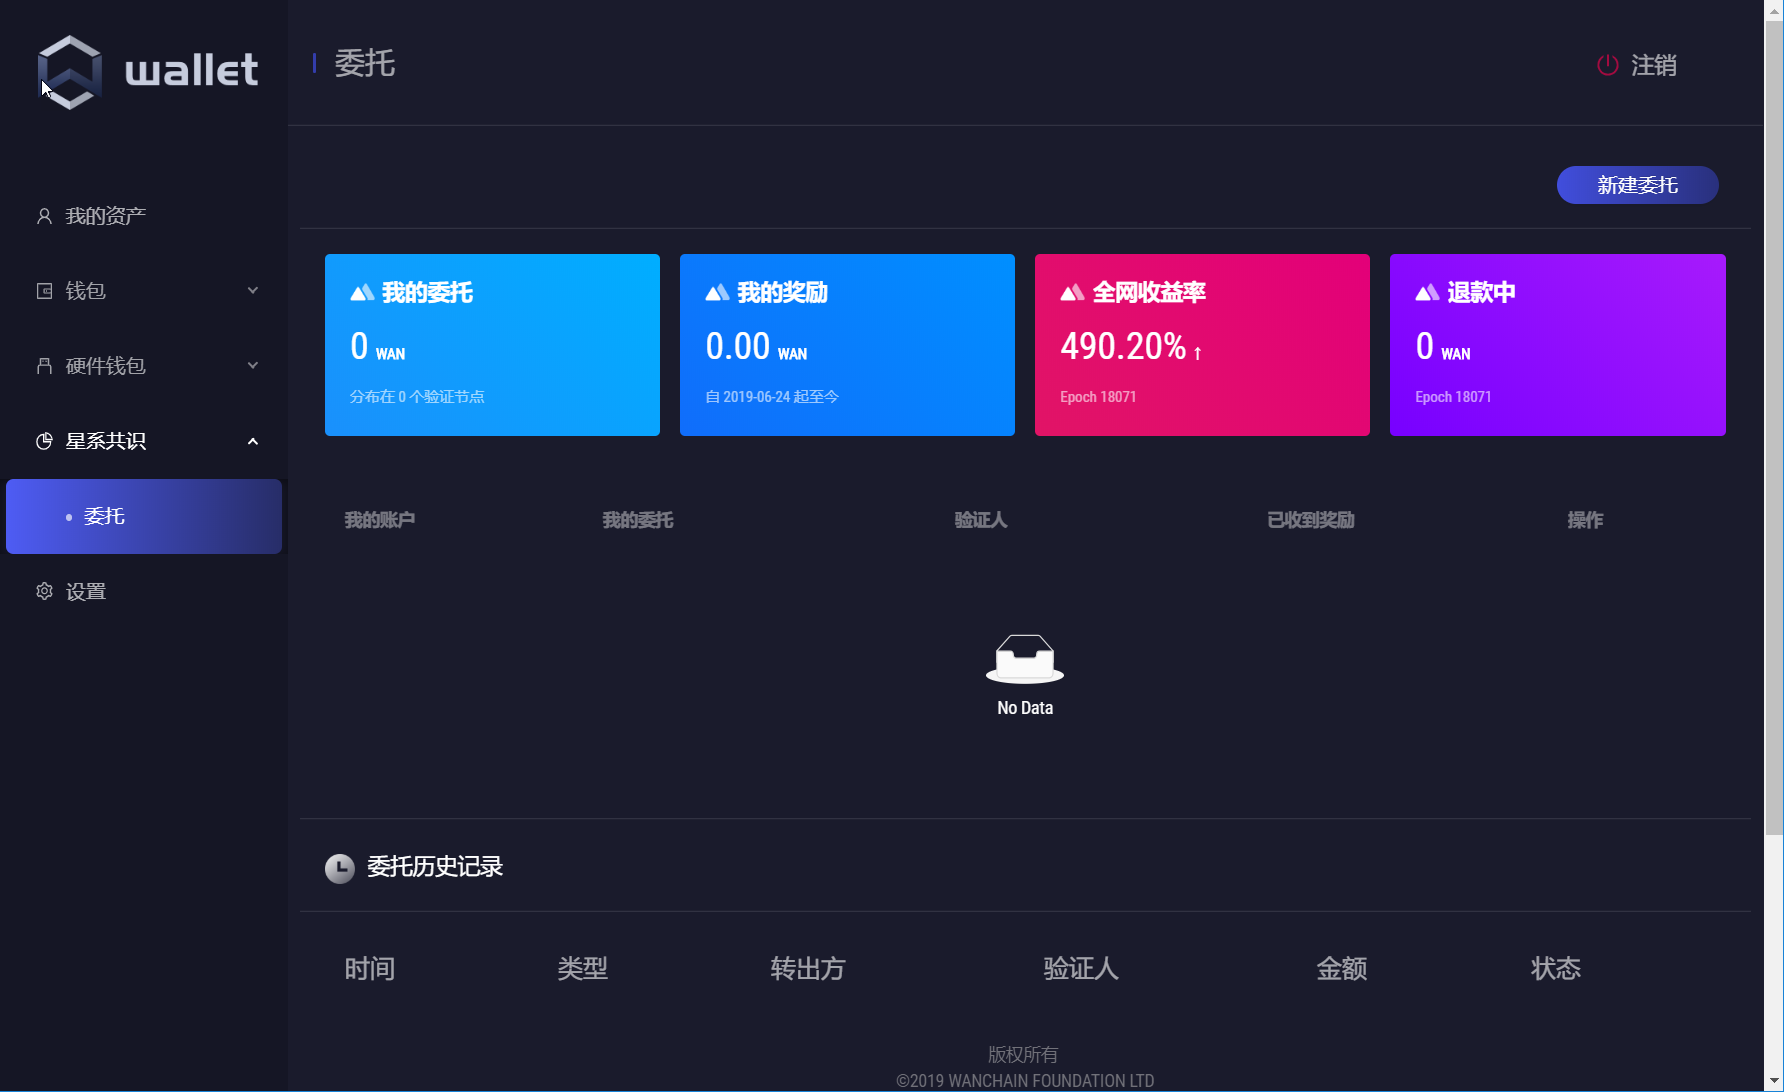 wallet
委托
注销
我的资产
钱包
硬件钱包
星系共识
委托
设置
新建委托
我的委托
0 WAN
分布在 0 个验证节点
我的奖励
0.00 WAN
自 2019-06-24 起至今
全网收益率
490.20% ↑
Epoch 18071
退款中
0 WAN
Epoch 18071
我的账户 我的委托 验证人 已收到奖励 操作
No Data
委托历史记录
时间 类型 转出方 验证人 金额 状态
版权所有
©2019 WANCHAIN FOUNDATION LTD